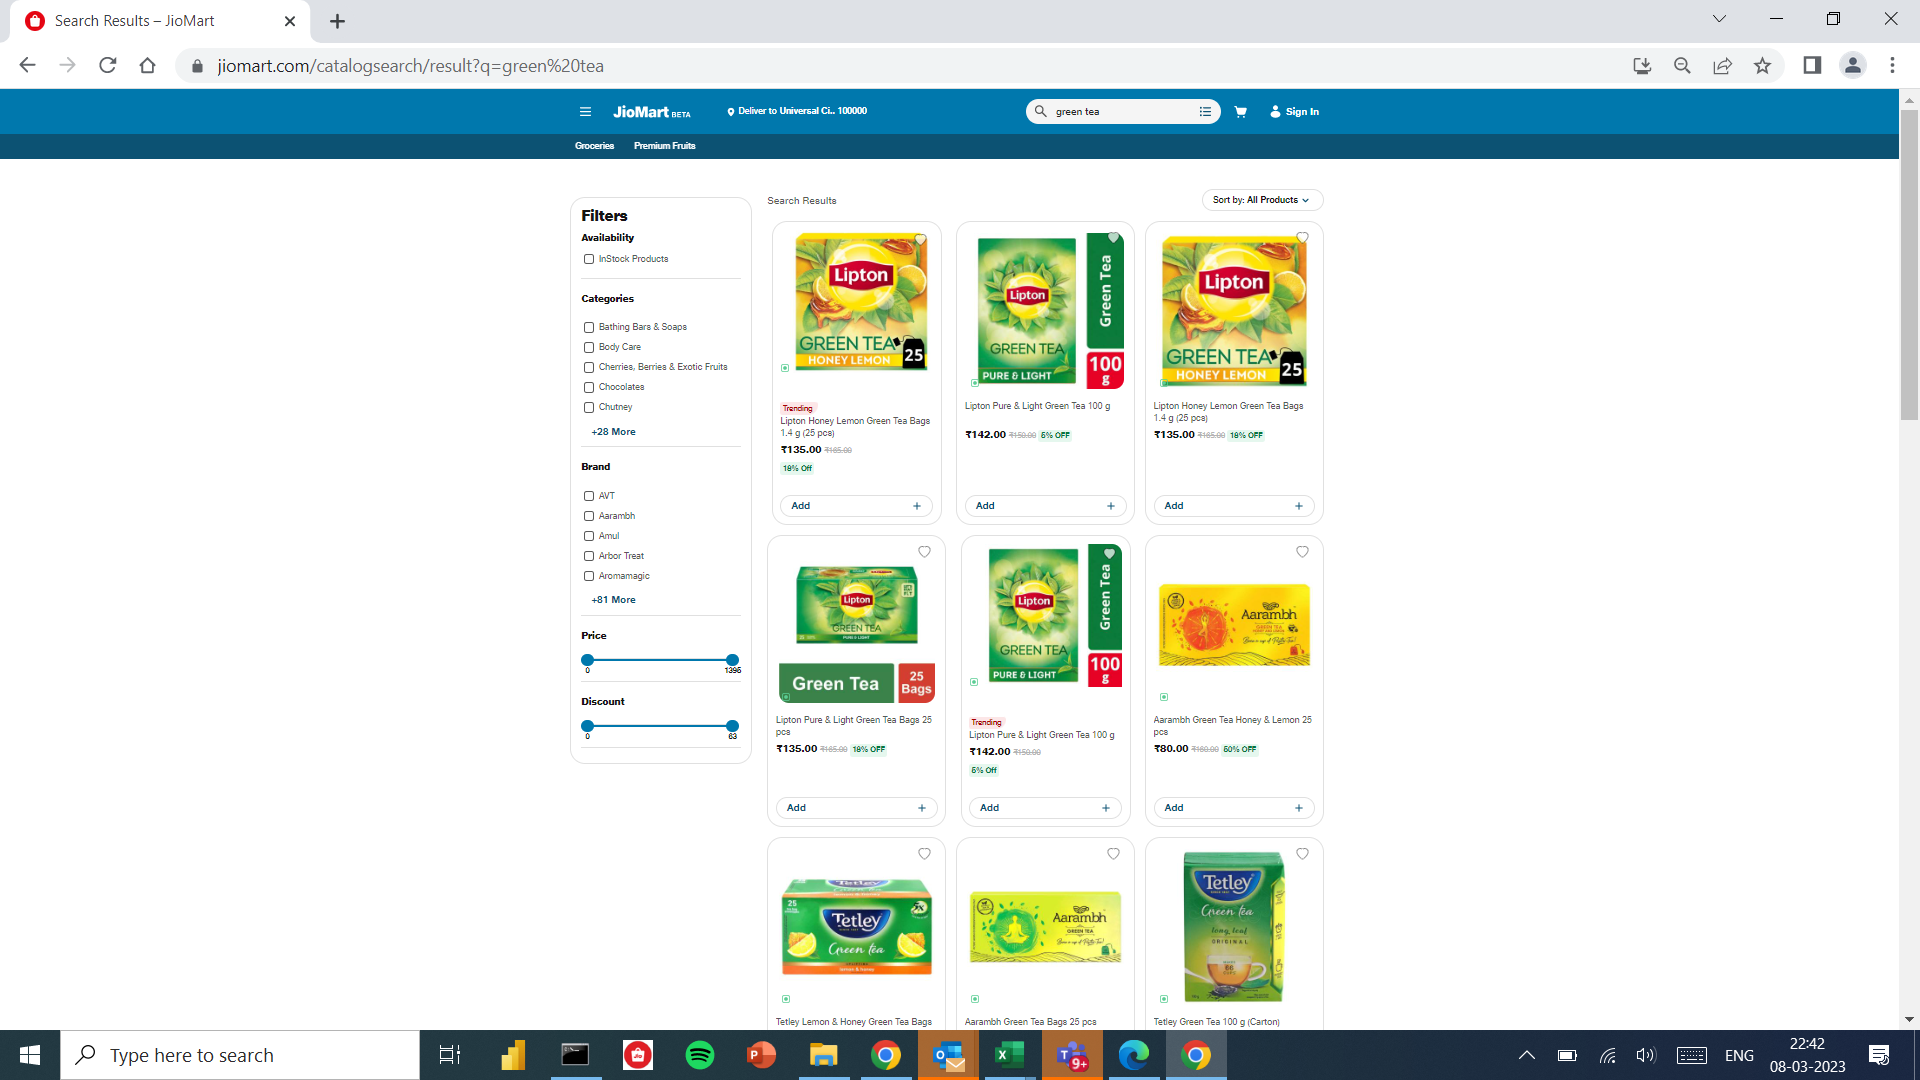 Search Results – JioMart
jiomart.com/catalogsearch/result?q=green%20tea
JioMart BETA
Deliver to Universal Ci.. 100000
green tea
Sign In
Groceries
Premium Fruits
Filters
Availability
InStock Products
Categories
Bathing Bars & Soaps
Body Care
Cherries, Berries & Exotic Fruits
Chocolates
Chutney
+28 More
Brand
AVT
Aarambh
Amul
Arbor Treat
Aromamagic
+81 More
Price
0
1395
Discount
0
63
Search Results
Sort by: All Products
Lipton
GREEN TEA
HONEY LEMON
25
Trending
Lipton Honey Lemon Green Tea Bags
1.4 g (25 pcs)
₹135.00 ₹165.00
18% Off
Add +
Lipton
GREEN TEA
PURE & LIGHT
Green Tea
100
g
Lipton Pure & Light Green Tea 100 g
₹142.00 ₹150.00 5% OFF
Add +
Lipton
GREEN TEA
HONEY LEMON
25
Lipton Honey Lemon Green Tea Bags
1.4 g (25 pcs)
₹135.00 ₹165.00 18% OFF
Add +
Lipton
GREEN TEA
PURE & LIGHT
Green Tea
25
Bags
Lipton Pure & Light Green Tea Bags 25
pcs
₹135.00 ₹165.00 18% OFF
Add +
Lipton
GREEN TEA
PURE & LIGHT
Green Tea
100
g
Trending
Lipton Pure & Light Green Tea 100 g
₹142.00 ₹150.00
5% Off
Add +
Aarambh
GREEN TEA
Aarambh Green Tea Honey & Lemon 25
pcs
₹80.00 ₹160.00 50% OFF
Add +
25
Tetley
Green tea
lemon & honey
Tetley Lemon & Honey Green Tea Bags
Aarambh
GREEN TEA
Aarambh Green Tea Bags 25 pcs
Tetley
Green tea
long leaf
ORIGINAL
Tetley Green Tea 100 g (Carton)
Type here to search
9+
ENG
22:42
08-03-2023